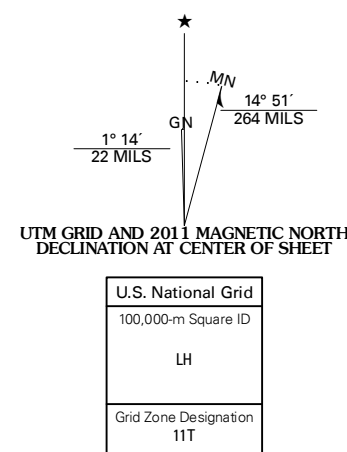 MN
GN
14° 51´
264 MILS
1° 14´
22 MILS
UTM GRID AND 2011 MAGNETIC NORTH
DECLINATION AT CENTER OF SHEET
U.S. National Grid
100,000-m Square ID
LH
Grid Zone Designation
11T